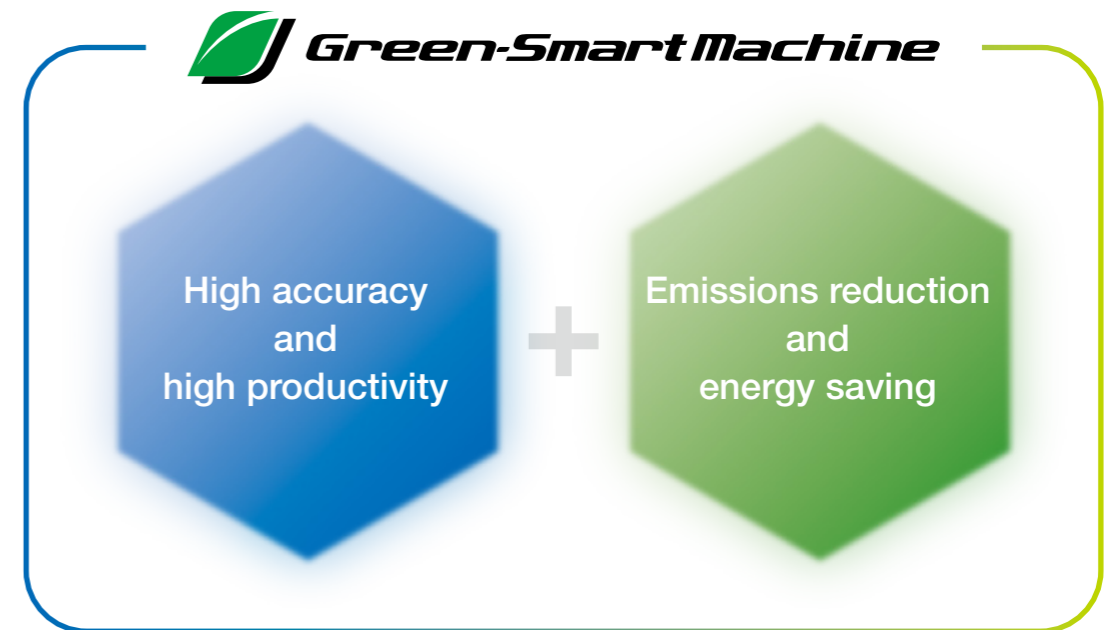 Green-Smart Machine
High accuracy
and
high productivity
+
Emissions reduction
and
energy saving